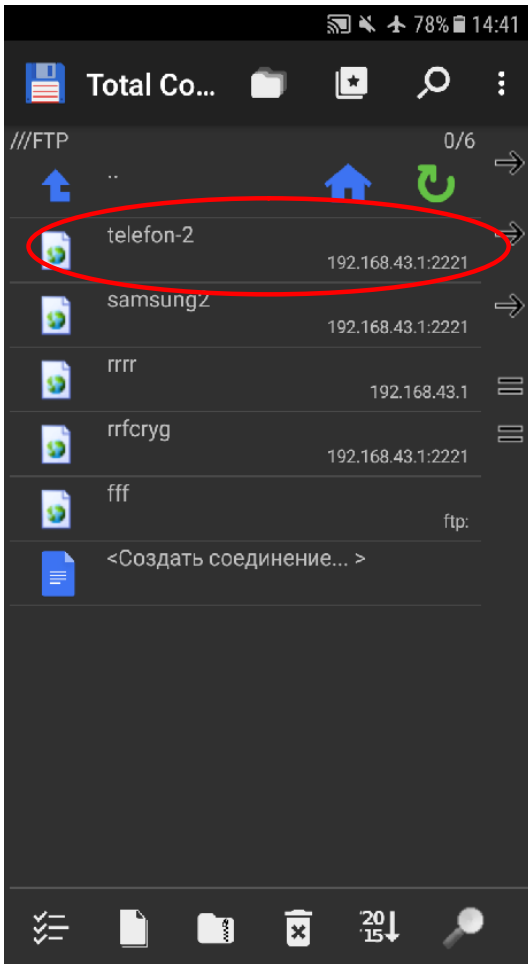 78% 14:41
Total Co...
///FTP 0/6
..
telefon-2
192.168.43.1:2221
samsung2
192.168.43.1:2221
rrrr
192.168.43.1
rrfcryg
192.168.43.1:2221
fff
ftp:
<Создать соединение... >
'20
'15